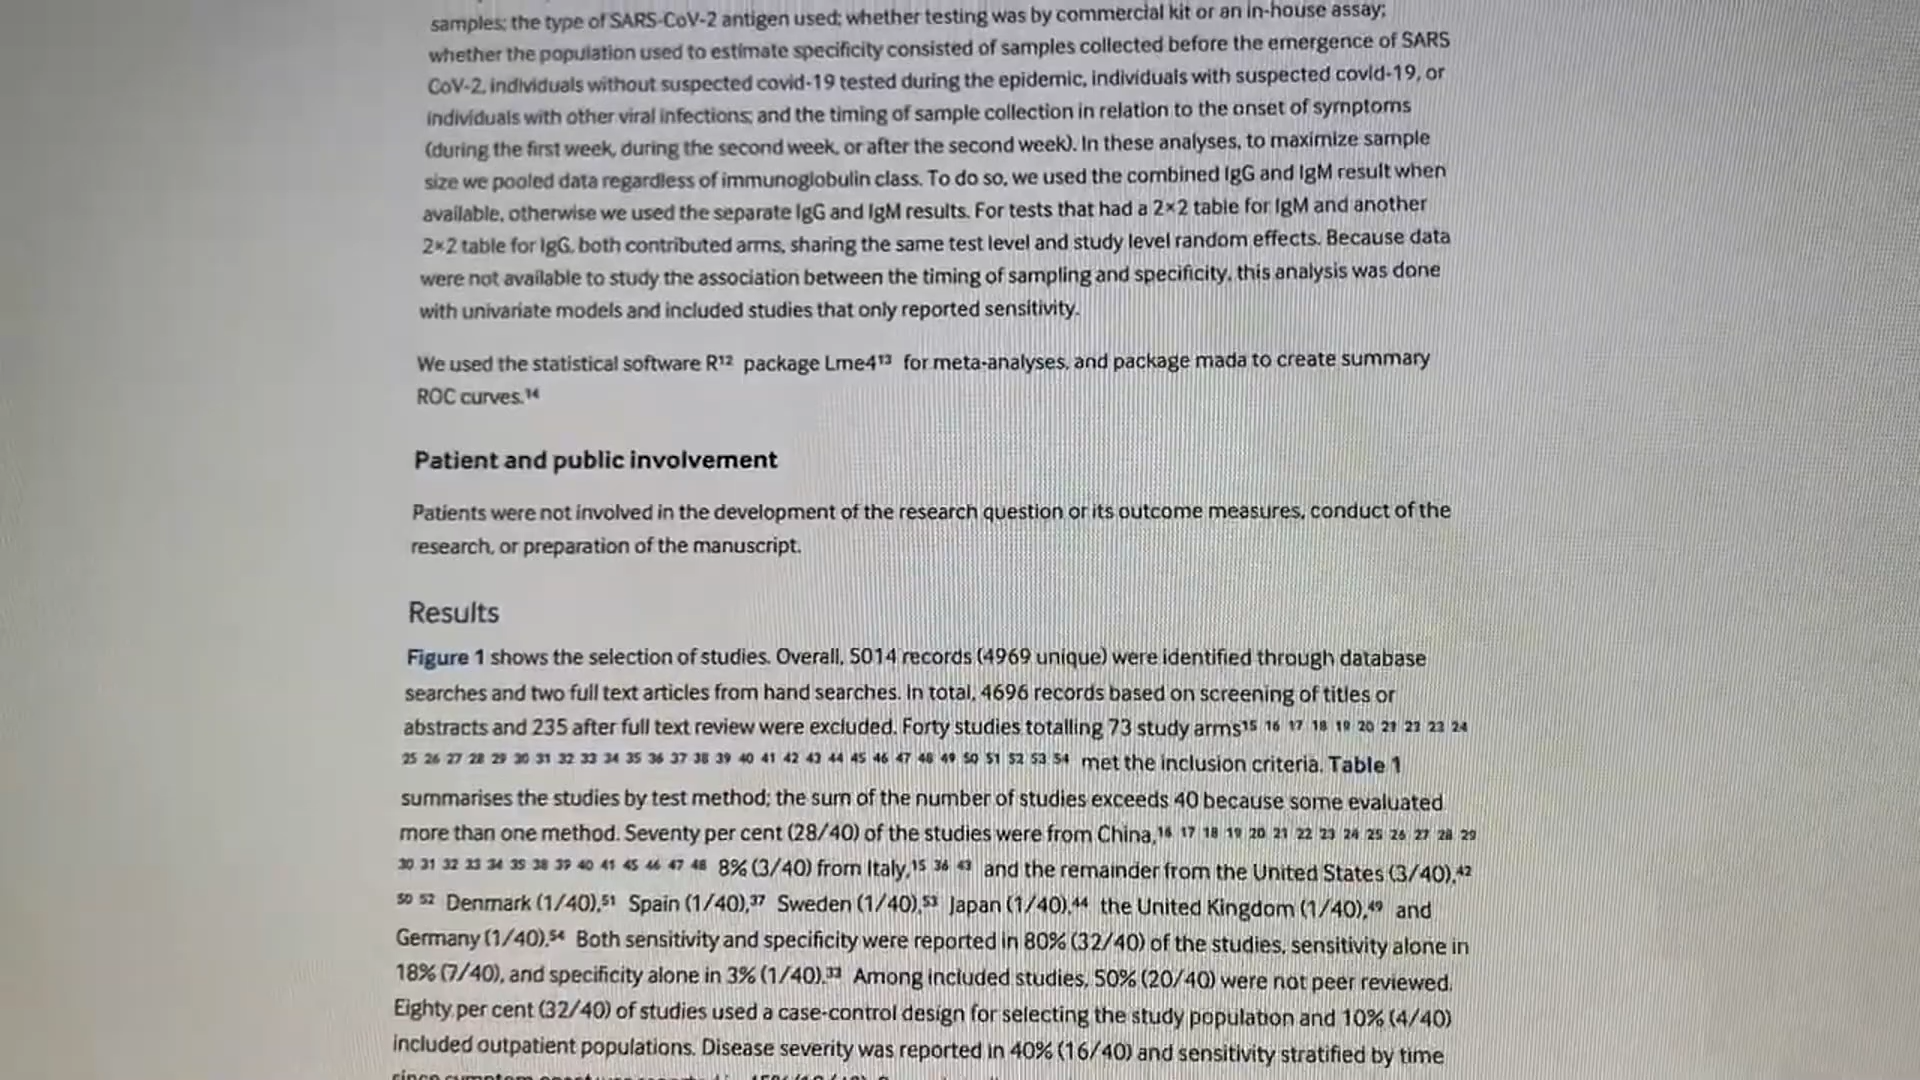 samples; the type of SARS-CoV-2 antigen used; whether testing was by commercial kit or an in-house assay;
whether the population used to estimate specificity consisted of samples collected before the emergence of SARS
CoV-2, individuals without suspected covid-19 tested during the epidemic, individuals with suspected covid-19, or
individuals with other viral infections; and the timing of sample collection in relation to the onset of symptoms
(during the first week, during the second week, or after the second week). In these analyses, to maximize sample
size we pooled data regardless of immunoglobulin class. To do so, we used the combined IgG and IgM result when
available, otherwise we used the separate IgG and IgM results. For tests that had a 2×2 table for IgM and another
2×2 table for IgG, both contributed arms, sharing the same test level and study level random effects. Because data
were not available to study the association between the timing of sampling and specificity, this analysis was done
with univariate models and included studies that only reported sensitivity.
We used the statistical software R12 package Lme413 for meta-analyses, and package mada to create summary
ROC curves.14
Patient and public involvement
Patients were not involved in the development of the research question or its outcome measures, conduct of the
research, or preparation of the manuscript.
Results
Figure 1 shows the selection of studies. Overall, 5014 records (4969 unique) were identified through database
searches and two full text articles from hand searches. In total, 4696 records based on screening of titles or
abstracts and 235 after full text review were excluded. Forty studies totalling 73 study arms15 16 17 18 19 20 21 22 23 24
25 26 27 28 29 30 31 32 33 34 35 36 37 38 39 40 41 42 43 44 45 46 47 48 49 50 51 52 53 54 met the inclusion criteria. Table 1
summarises the studies by test method; the sum of the number of studies exceeds 40 because some evaluated
more than one method. Seventy per cent (28/40) of the studies were from China,16 17 18 19 20 21 22 23 24 25 26 27 28 29
30 31 32 33 34 35 38 39 40 41 45 46 47 48 8% (3/40) from Italy,15 36 43 and the remainder from the United States (3/40),42
50 52 Denmark (1/40),51 Spain (1/40),37 Sweden (1/40),53 Japan (1/40),44 the United Kingdom (1/40),49 and
Germany (1/40).54 Both sensitivity and specificity were reported in 80% (32/40) of the studies, sensitivity alone in
18% (7/40), and specificity alone in 3% (1/40).33 Among included studies, 50% (20/40) were not peer reviewed.
Eighty per cent (32/40) of studies used a case-control design for selecting the study population and 10% (4/40)
included outpatient populations. Disease severity was reported in 40% (16/40) and sensitivity stratified by time